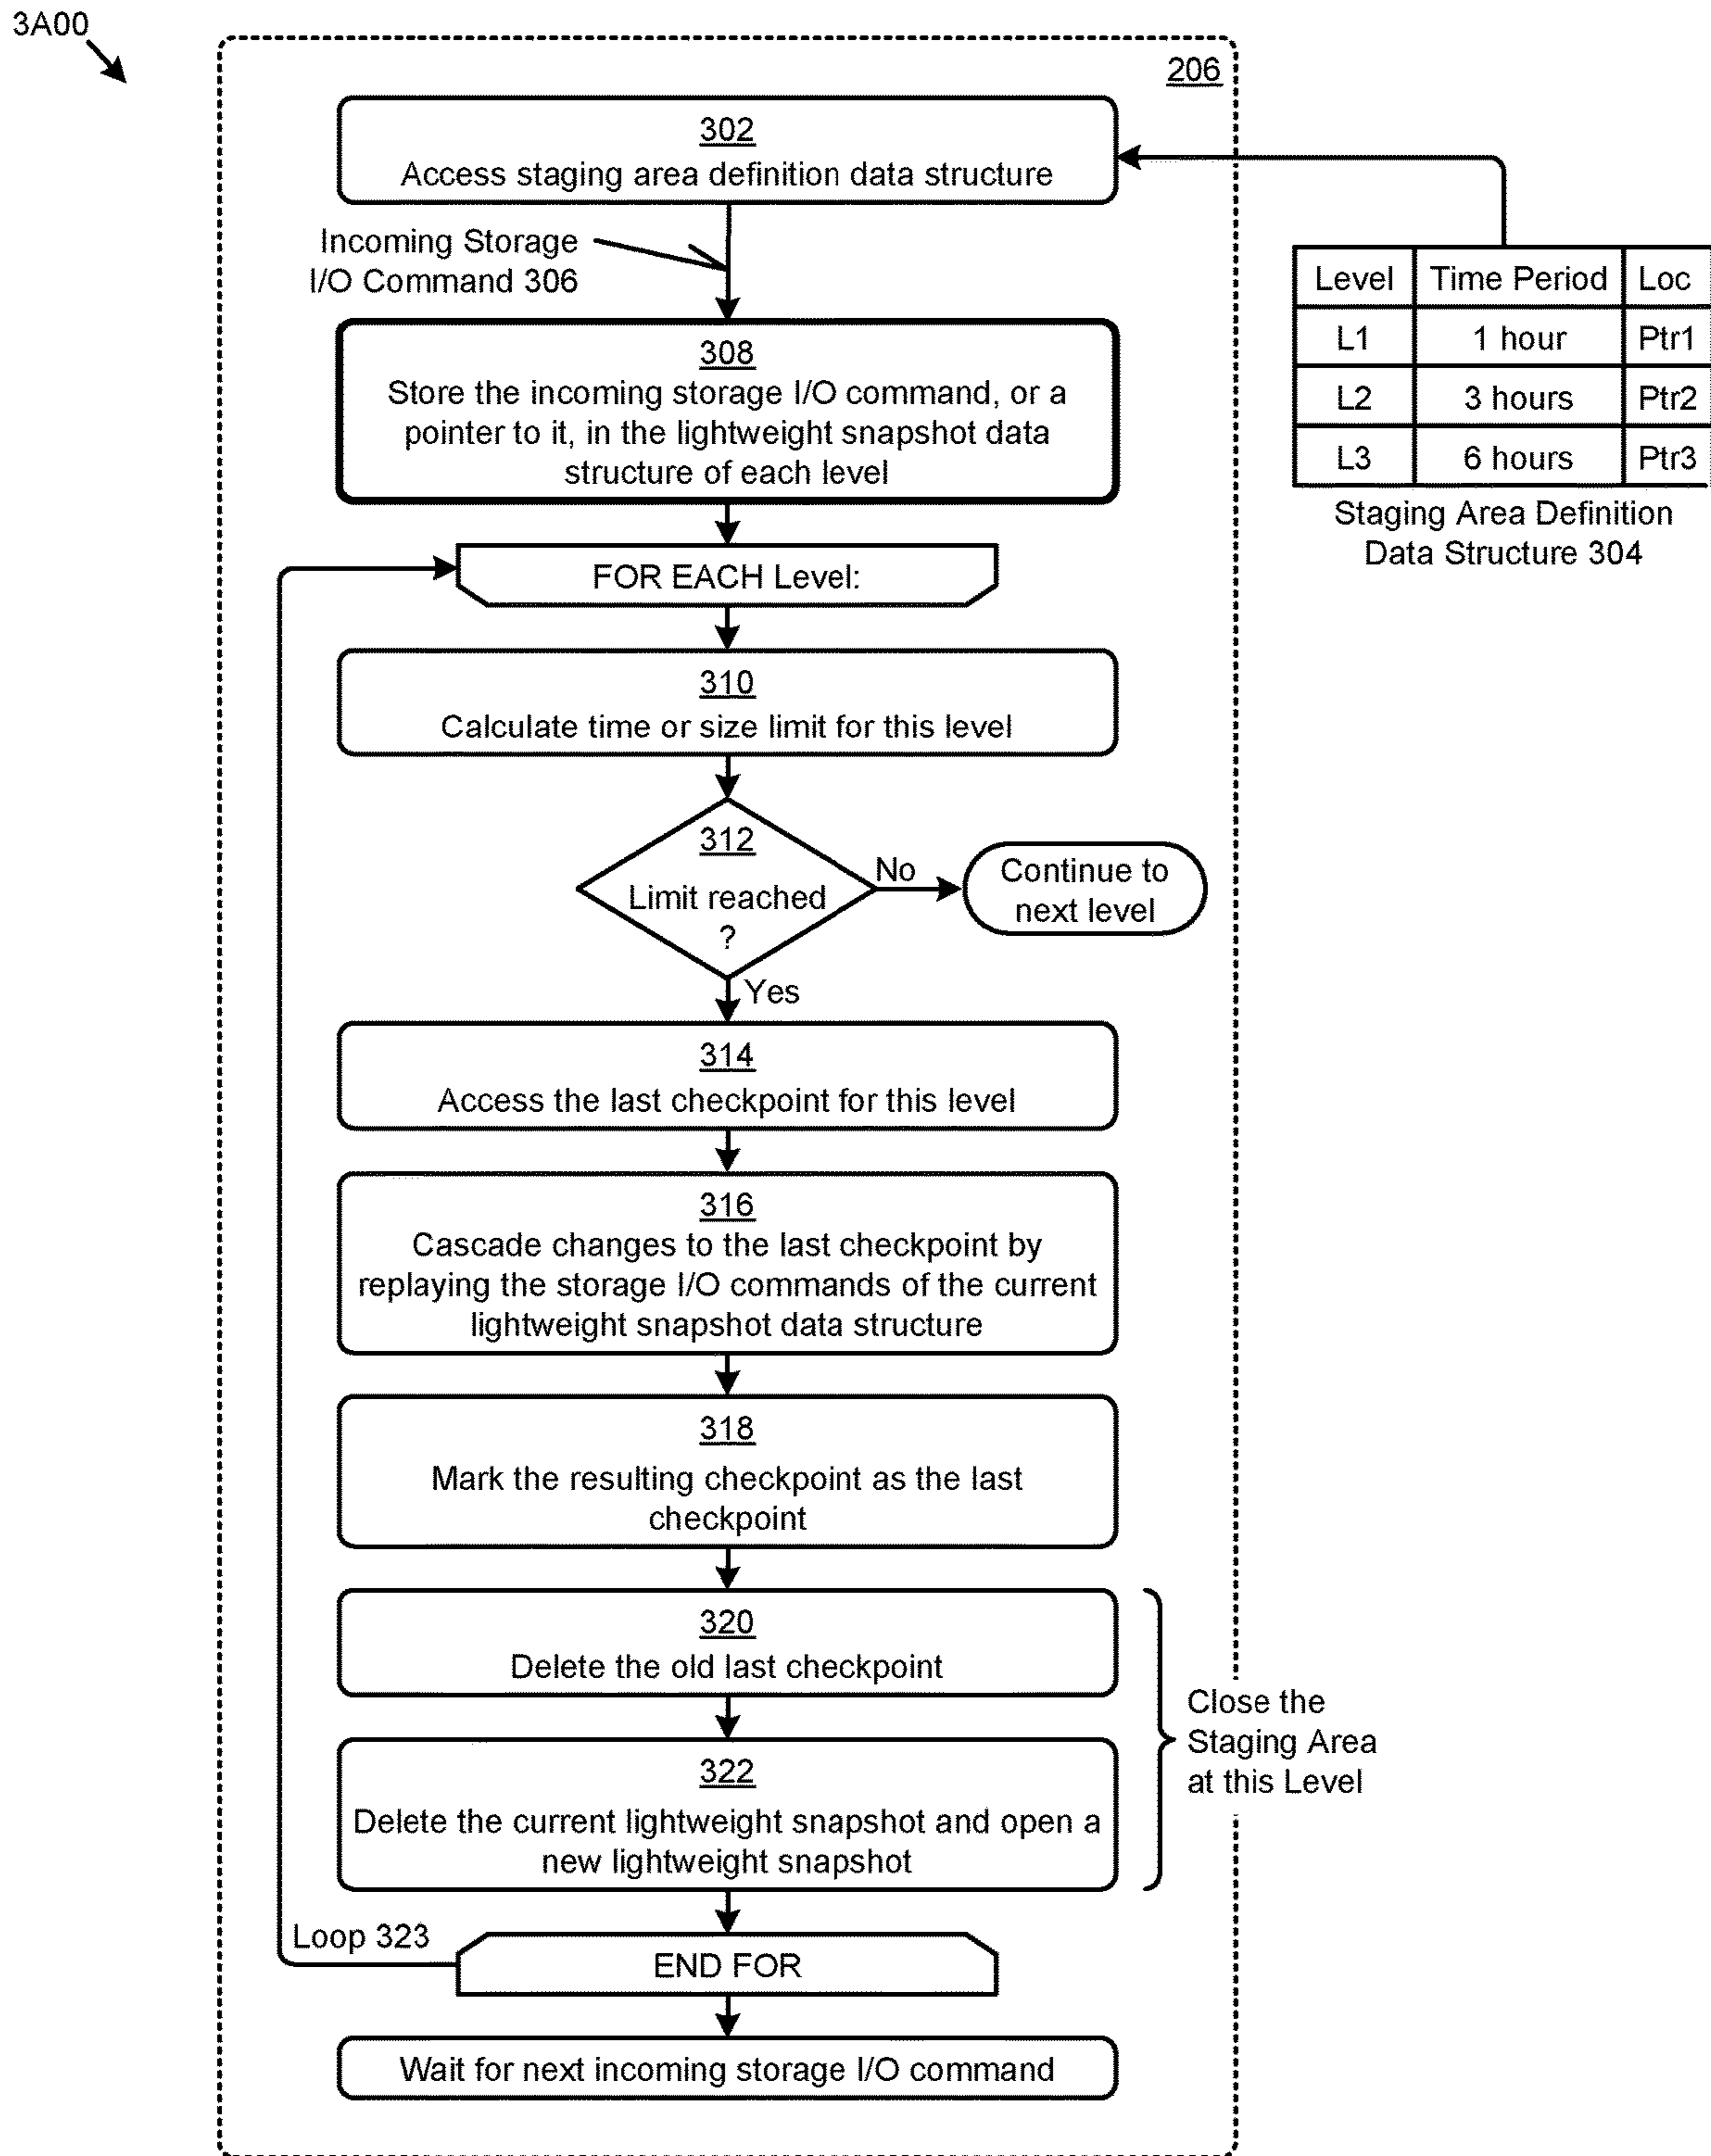 3A00
206
302
Access staging area definition data structure
Incoming Storage
I/O Command 306
Level Time Period Loc
L1 1 hour Ptr1
L2 3 hours Ptr2
L3 6 hours Ptr3
Staging Area Definition
Data Structure 304
308
Store the incoming storage I/O command, or a
pointer to it, in the lightweight snapshot data
structure of each level
FOR EACH Level:
310
Calculate time or size limit for this level
312
Limit reached
?
No
Continue to
next level
Yes
314
Access the last checkpoint for this level
316
Cascade changes to the last checkpoint by
replaying the storage I/O commands of the current
lightweight snapshot data structure
318
Mark the resulting checkpoint as the last
checkpoint
320
Delete the old last checkpoint
322
Delete the current lightweight snapshot and open a
new lightweight snapshot
Close the
Staging Area
at this Level
Loop 323
END FOR
Wait for next incoming storage I/O command